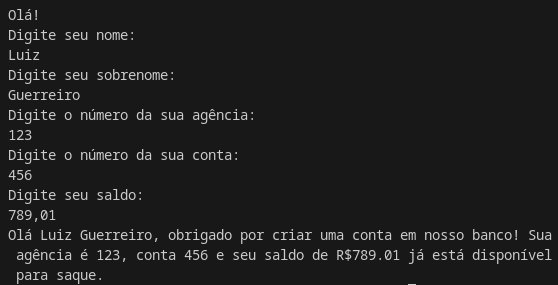 Olá!
Digite seu nome:
Luiz
Digite seu sobrenome:
Guerreiro
Digite o número da sua agência:
123
Digite o número da sua conta:
456
Digite seu saldo:
789,01
Olá Luiz Guerreiro, obrigado por criar uma conta em nosso banco! Sua
agência é 123, conta 456 e seu saldo de R$789.01 já está disponível
para saque.